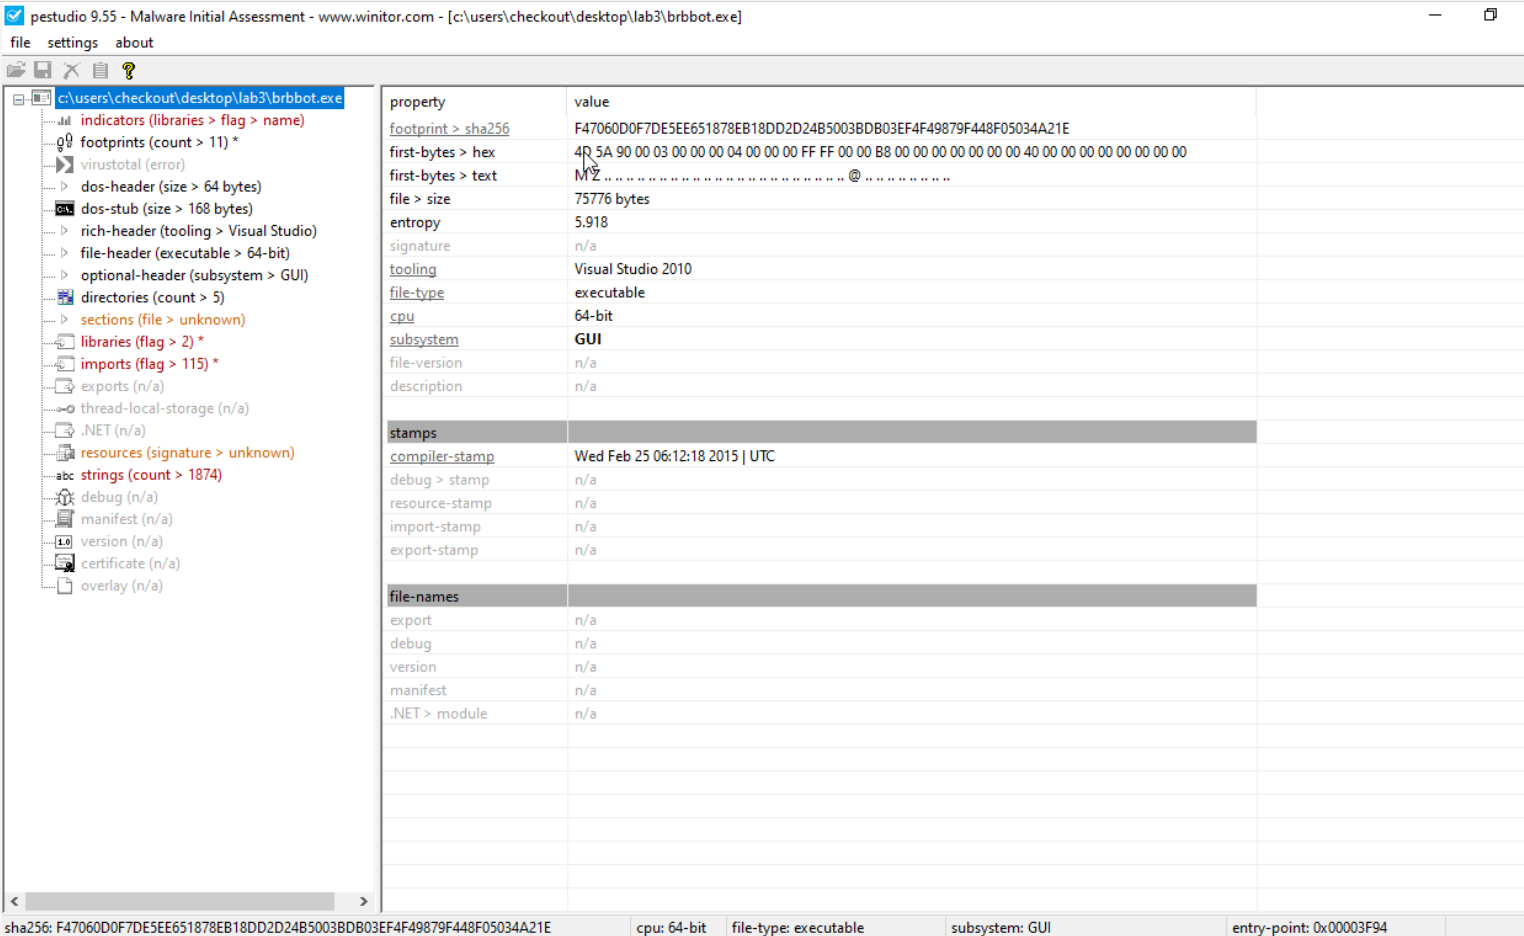 pestudio 9.55 - Malware Initial Assessment - www.winitor.com - [c:\users\checkout\desktop\lab3\brbbot.exe]
file settings about
c:\users\checkout\desktop\lab3\brbbot.exe
indicators (libraries > flag > name)
footprints (count > 11) *
virustotal (error)
dos-header (size > 64 bytes)
dos-stub (size > 168 bytes)
rich-header (tooling > Visual Studio)
file-header (executable > 64-bit)
optional-header (subsystem > GUI)
directories (count > 5)
sections (file > unknown)
libraries (flag > 2) *
imports (flag > 115) *
exports (n/a)
thread-local-storage (n/a)
.NET (n/a)
resources (signature > unknown)
abc strings (count > 1874)
debug (n/a)
manifest (n/a)
1.0 version (n/a)
certificate (n/a)
overlay (n/a)
property value
footprint > sha256 F47060D0F7DE5EE651878EB18DD2D24B5003BDB03EF4F49879F448F05034A21E
first-bytes > hex 4D 5A 90 00 03 00 00 00 04 00 00 00 FF FF 00 00 B8 00 00 00 00 00 00 00 40 00 00 00 00 00 00 00 00
first-bytes > text M Z .. .. .. .. .. .. .. .. .. .. .. .. .. .. .. .. .. .. .. .. .. .. @ .. .. .. .. .. .. .. ..
file > size 75776 bytes
entropy 5.918
signature n/a
tooling Visual Studio 2010
file-type executable
cpu 64-bit
subsystem GUI
file-version n/a
description n/a
stamps
compiler-stamp Wed Feb 25 06:12:18 2015 | UTC
debug > stamp n/a
resource-stamp n/a
import-stamp n/a
export-stamp n/a
file-names
export n/a
debug n/a
version n/a
manifest n/a
.NET > module n/a
sha256: F47060D0F7DE5EE651878EB18DD2D24B5003BDB03EF4F49879F448F05034A21E cpu: 64-bit file-type: executable subsystem: GUI entry-point: 0x00003F94